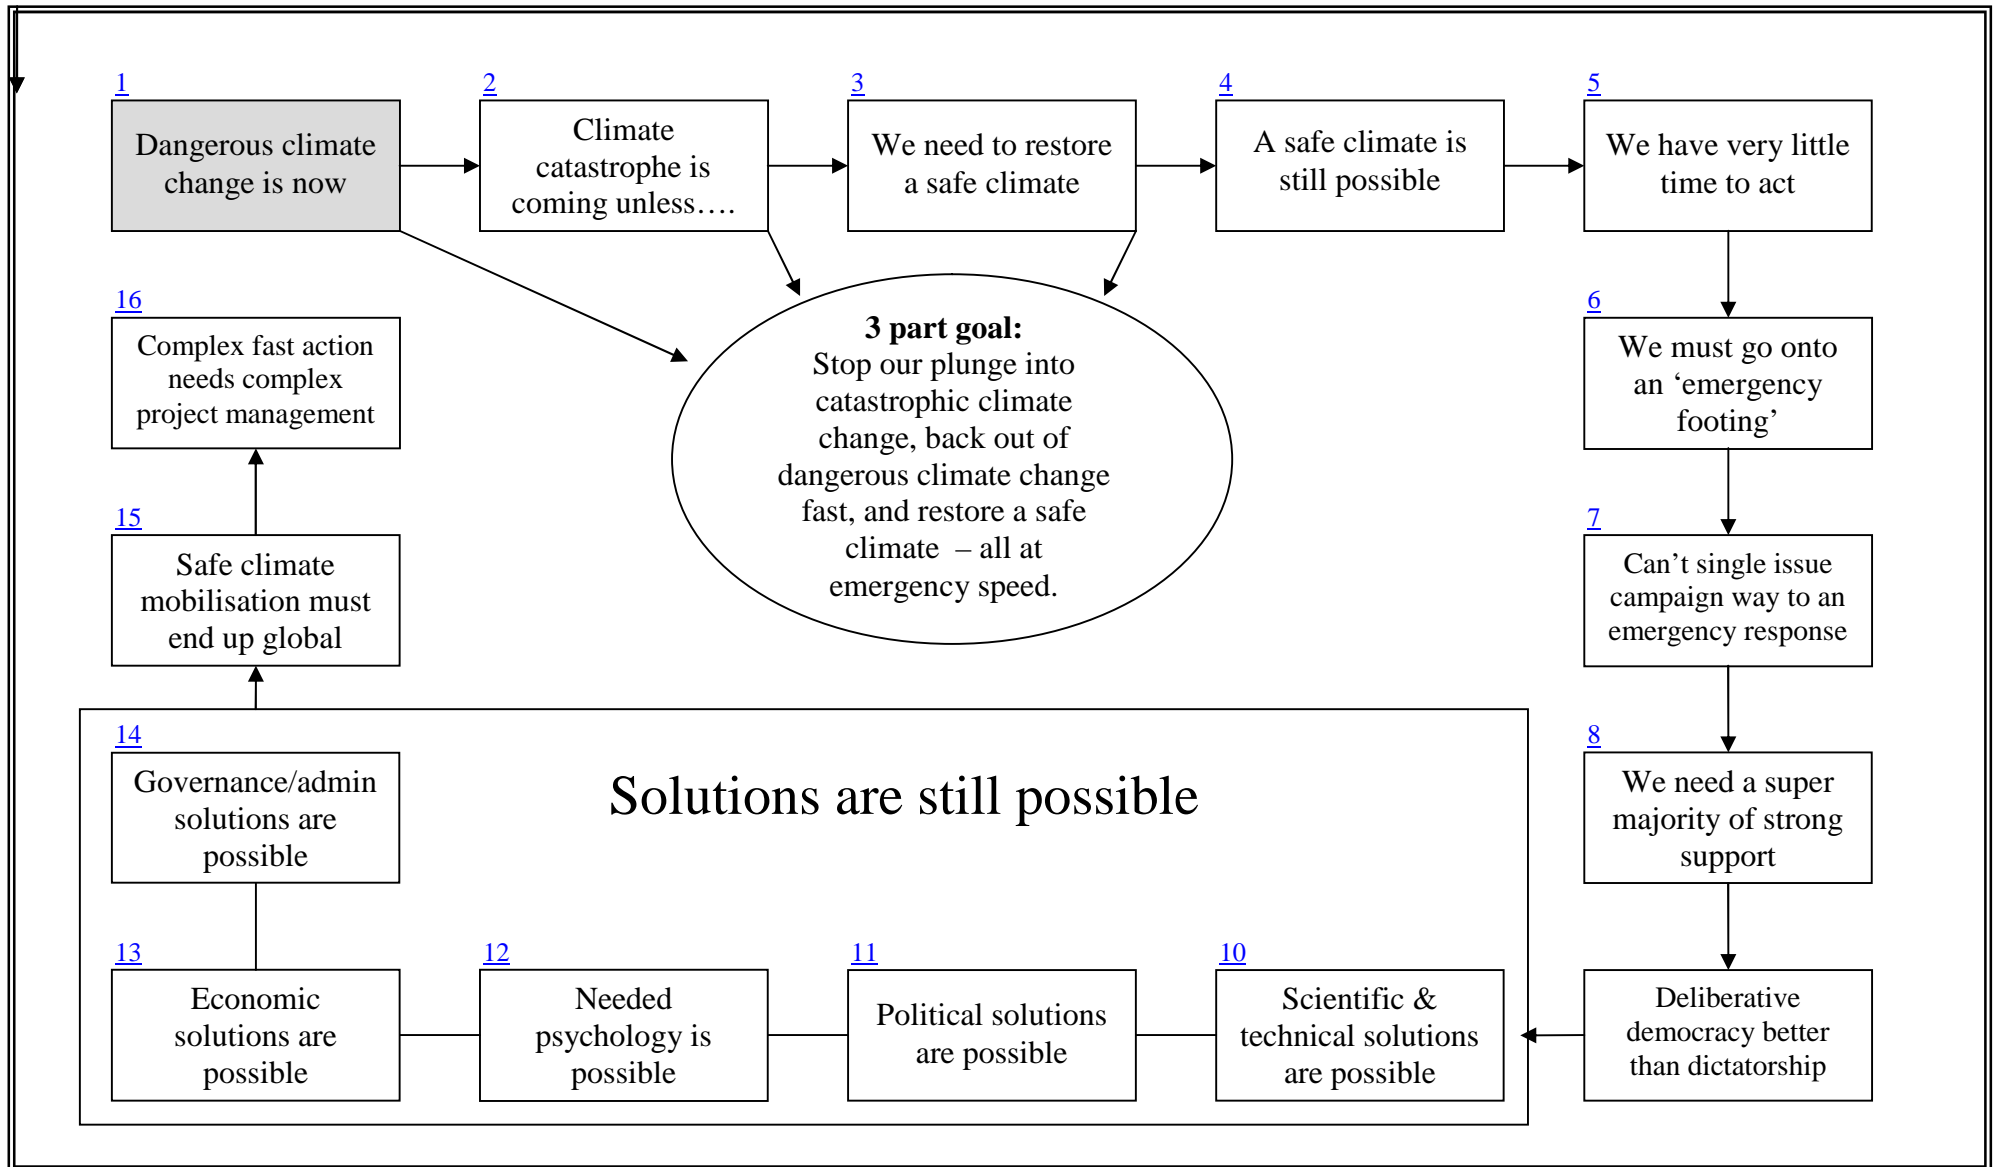 1
Dangerous climate
change is now
2
Climate
catastrophe is
coming unless….
3
We need to restore
a safe climate
4
A safe climate is
still possible
5
We have very little
time to act
16
Complex fast action
needs complex
project management
3 part goal:
Stop our plunge into
catastrophic climate
change, back out of
dangerous climate change
fast, and restore a safe
climate – all at
emergency speed.
6
We must go onto
an ‘emergency
footing’
15
Safe climate
mobilisation must
end up global
7
Can’t single issue
campaign way to an
emergency response
14
Governance/admin
solutions are
possible
Solutions are still possible
8
We need a super
majority of strong
support
13
Economic
solutions are
possible
12
Needed
psychology is
possible
11
Political solutions
are possible
10
Scientific &
technical solutions
are possible
Deliberative
democracy better
than dictatorship